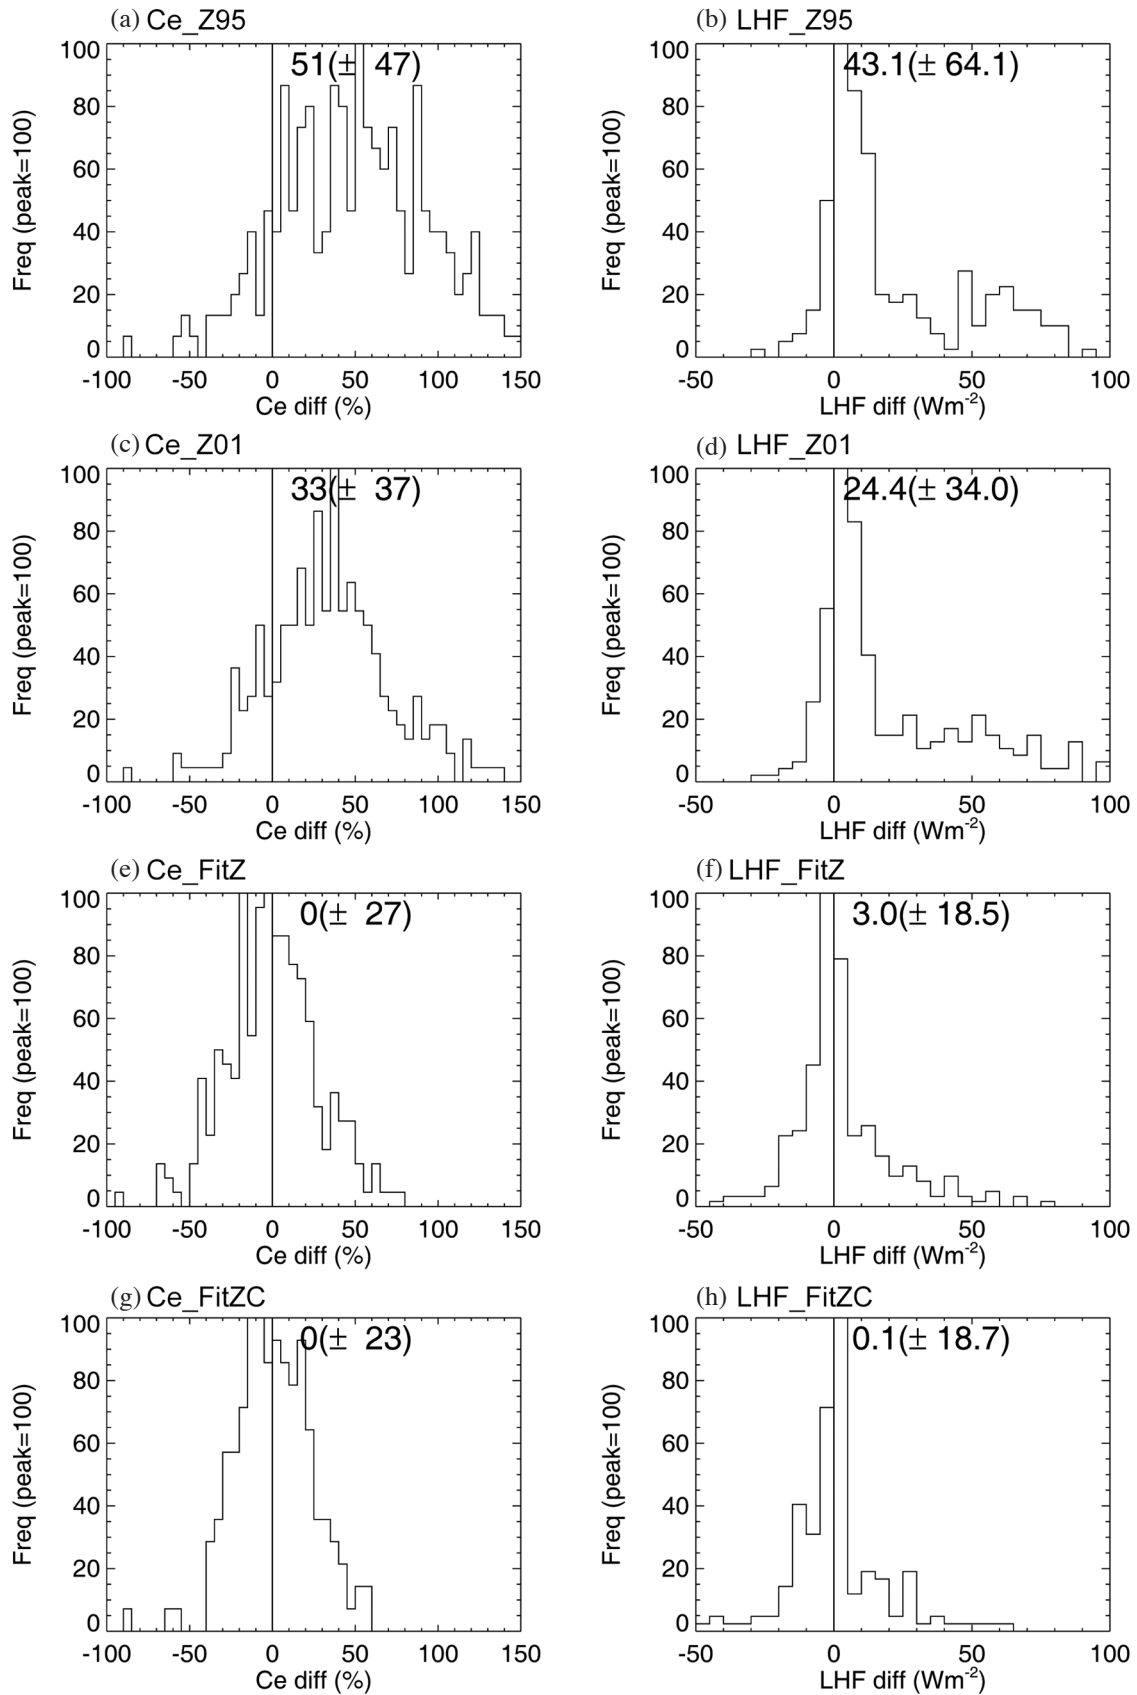 (a) Ce_Z95
51(± 47)
Freq (peak=100)
100
80
60
40
20
0
-100 -50 0 50 100 150
Ce diff (%)
(b) LHF_Z95
43.1(± 64.1)
Freq (peak=100)
100
80
60
40
20
0
-50 0 50 100
LHF diff (Wm-2)
(c) Ce_Z01
33(± 37)
Freq (peak=100)
100
80
60
40
20
0
-100 -50 0 50 100 150
Ce diff (%)
(d) LHF_Z01
24.4(± 34.0)
Freq (peak=100)
100
80
60
40
20
0
-50 0 50 100
LHF diff (Wm-2)
(e) Ce_FitZ
0(± 27)
Freq (peak=100)
100
80
60
40
20
0
-100 -50 0 50 100 150
Ce diff (%)
(f) LHF_FitZ
3.0(± 18.5)
Freq (peak=100)
100
80
60
40
20
0
-50 0 50 100
LHF diff (Wm-2)
(g) Ce_FitZC
0(± 23)
Freq (peak=100)
100
80
60
40
20
0
-100 -50 0 50 100 150
Ce diff (%)
(h) LHF_FitZC
0.1(± 18.7)
Freq (peak=100)
100
80
60
40
20
0
-50 0 50 100
LHF diff (Wm-2)